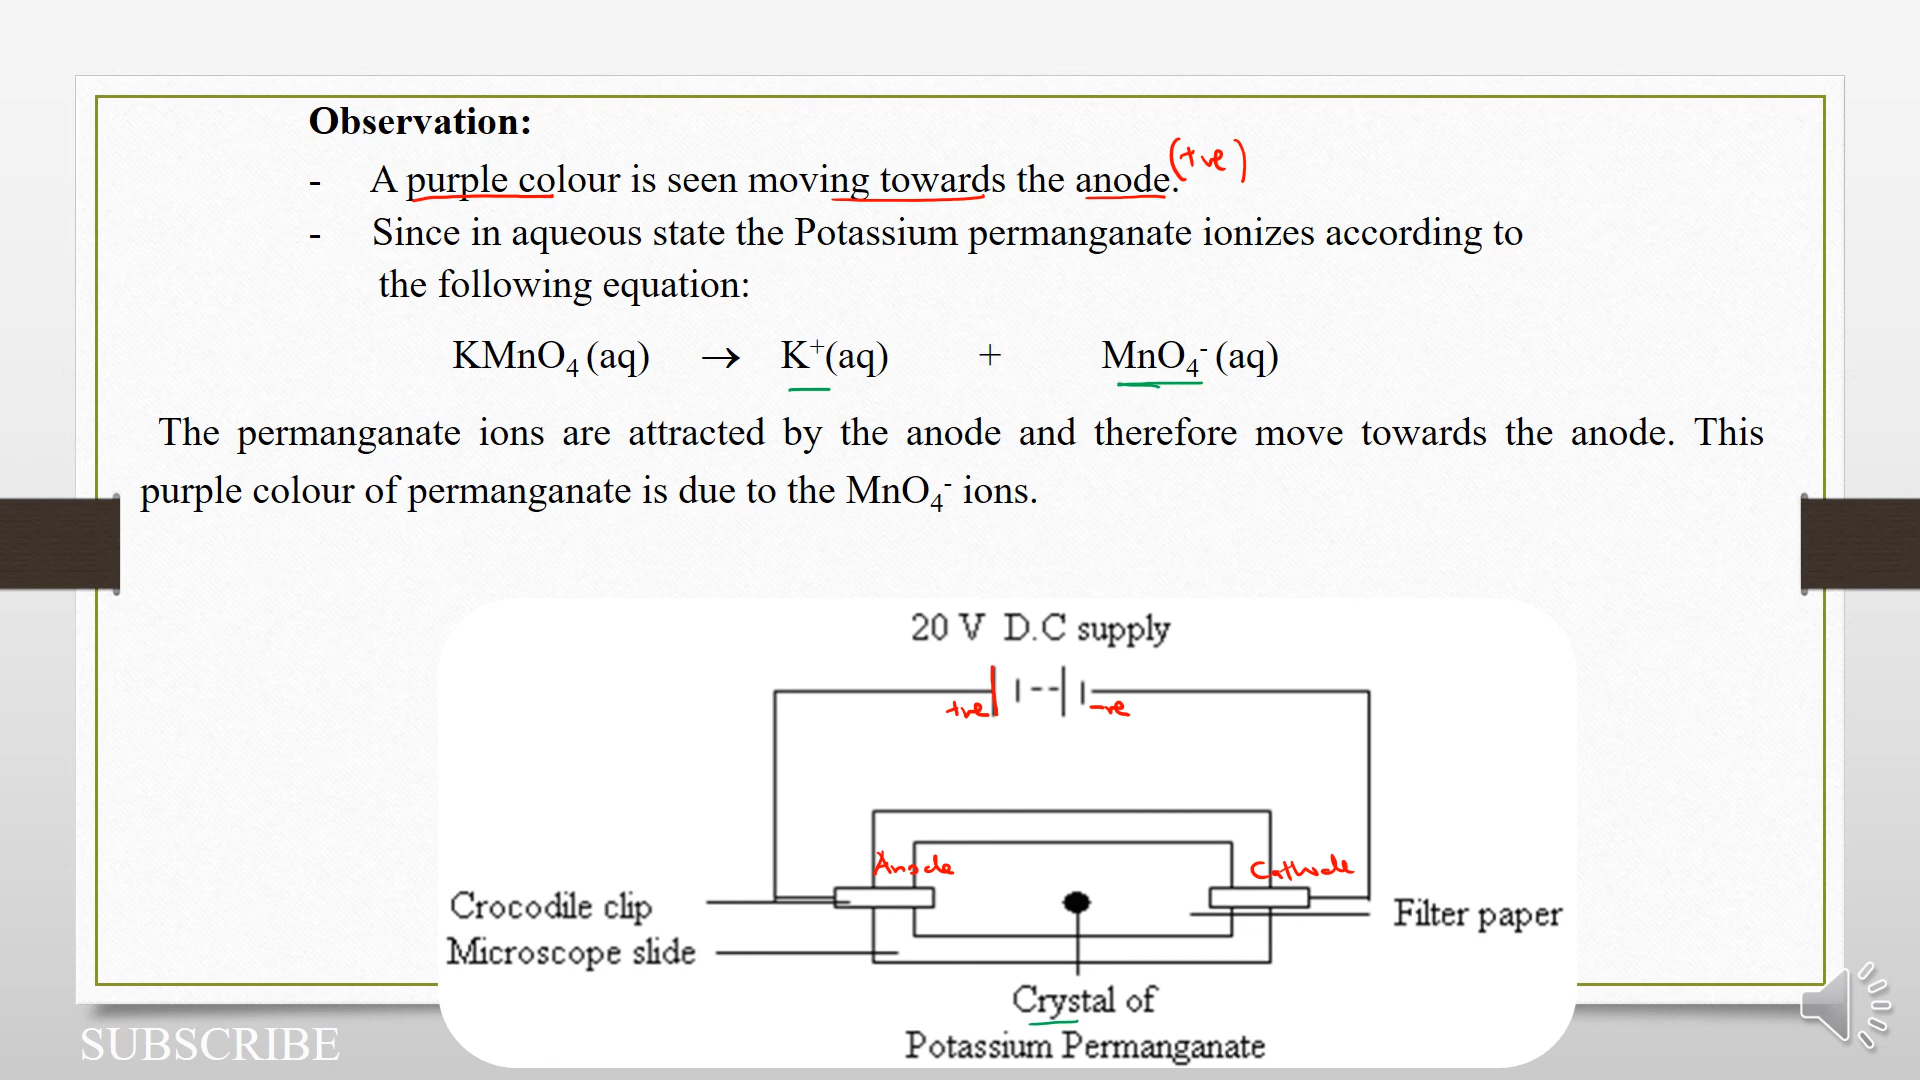 Observation:
- A purple colour is seen moving towards the anode. (+ve)
- Since in aqueous state the Potassium permanganate ionizes according to
the following equation:
KMnO₄ (aq) → K⁺(aq) + MnO₄⁻ (aq)
The permanganate ions are attracted by the anode and therefore move towards the anode. This
purple colour of permanganate is due to the MnO₄⁻ ions.
20 V D.C supply
+ve -ve
Anode Cathode
Crocodile clip Filter paper
Microscope slide
Crystal of
Potassium Permanganate
SUBSCRIBE